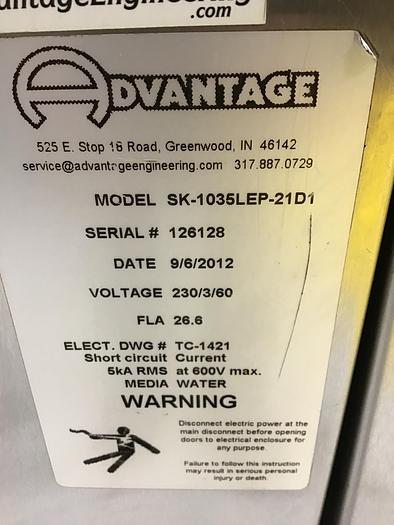 antageEngineering
.com
ADVANTAGE
525 E. Stop 18 Road, Greenwood, IN 46142
service@advantageengineering.com 317.887.0729
MODEL SK-1035LEP-21D1
SERIAL # 126128
DATE 9/6/2012
VOLTAGE 230/3/60
FLA 26.6
ELECT. DWG # TC-1421
Short circuit Current
5kA RMS at 600V max.
MEDIA WATER
WARNING
Disconnect electric power at the
main disconnect before opening
doors to electrical enclosure for
any purpose.
Failure to follow this instruction
may result in serious personal
injury or death.